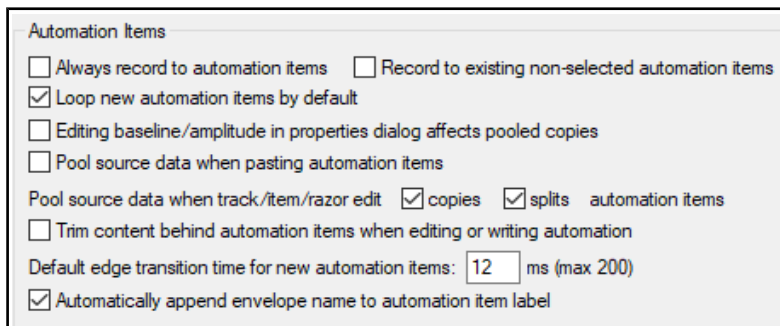 Automation Items
Always record to automation items Record to existing non-selected automation items
Loop new automation items by default
Editing baseline/amplitude in properties dialog affects pooled copies
Pool source data when pasting automation items
Pool source data when track/item/razor edit copies splits automation items
Trim content behind automation items when editing or writing automation
Default edge transition time for new automation items: 12 ms (max 200)
Automatically append envelope name to automation item label